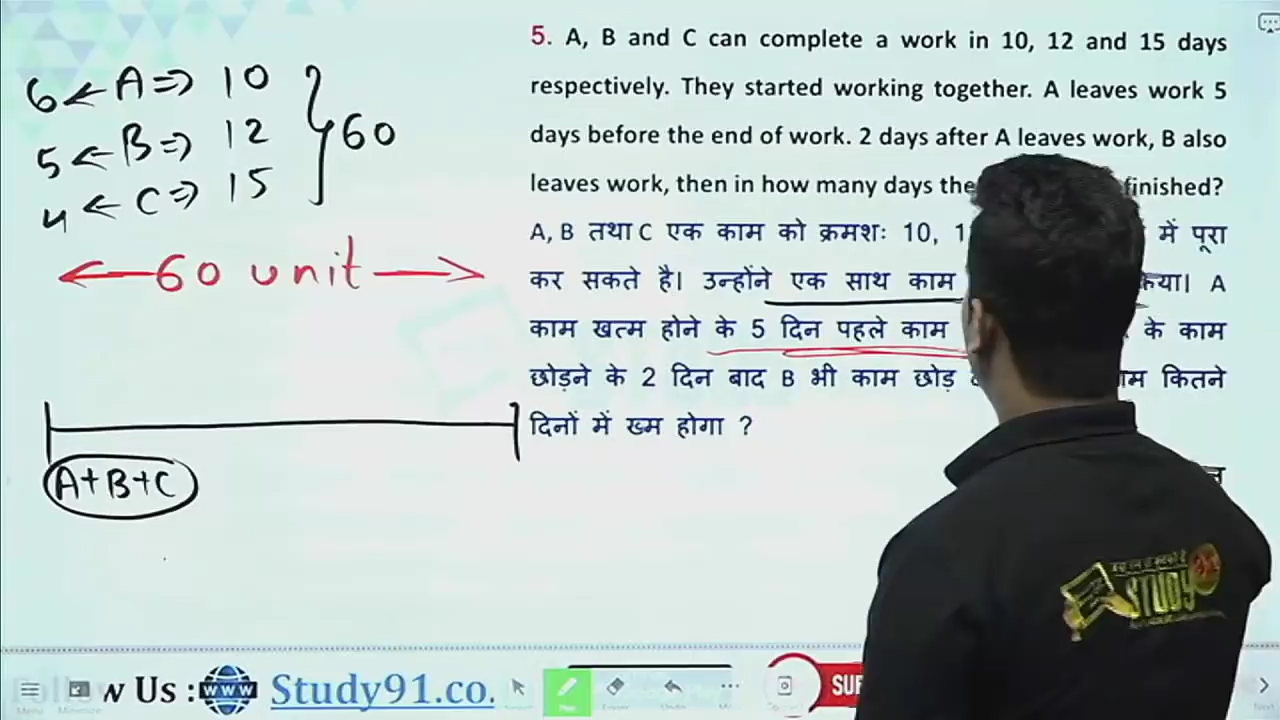 5. A, B and C can complete a work in 10, 12 and 15 days
respectively. They started working together. A leaves work 5
days before the end of work. 2 days after A leaves work, B also
leaves work, then in how many days the finished?
A, B तथा C एक काम को क्रमशः 10, 1 में पूरा
कर सकते है। उन्होंने एक साथ काम किया। A
काम खत्म होने के 5 दिन पहले काम के काम
छोड़ने के 2 दिन बाद B भी काम छोड़ कितने
दिनों में ख्म होगा ?
6 ← A ⇒ 10
5 ← B ⇒ 12 } 60
4 ← C ⇒ 15
← 60 unit →
A+B+C
STUDY
w Us : www Study91.co.
SUB